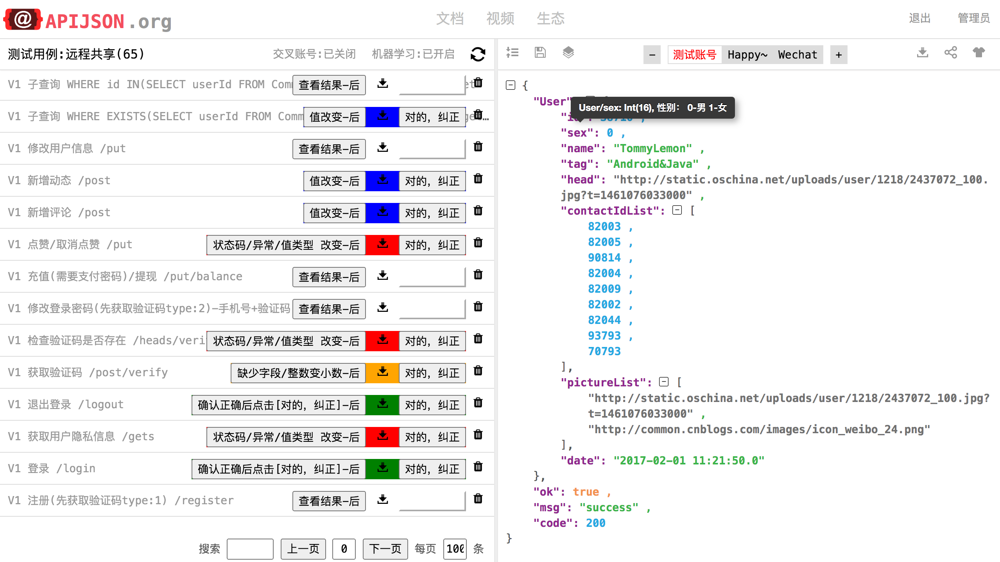 {@} APIJSON.org
文档 视频 生态
退出 管理员
测试用例:远程共享(65) 交叉账号:已关闭 机器学习:已开启
V1 子查询 WHERE id IN(SELECT userId FROM Com 查看结果-后 et
V1 子查询 WHERE EXISTS(SELECT userId FROM Comm 值改变-后 对的，纠正 get…
V1 修改用户信息 /put 查看结果-后
V1 新增动态 /post 值改变-后 对的，纠正
V1 新增评论 /post 值改变-后 对的，纠正
V1 点赞/取消点赞 /put 状态码/异常/值类型 改变-后 对的，纠正
V1 充值(需要支付密码)/提现 /put/balance 查看结果-后
V1 修改登录密码(先获取验证码type:2)-手机号+验证码 查看结果-后
V1 检查验证码是否存在 /heads/veri 状态码/异常/值类型 改变-后 对的，纠正
V1 获取验证码 /post/verify 缺少字段/整数变小数-后 对的，纠正
V1 退出登录 /logout 确认正确后点击[对的，纠正]-后 对的，纠正
V1 获取用户隐私信息 /gets 状态码/异常/值类型 改变-后 对的，纠正
V1 登录 /login 确认正确后点击[对的，纠正]-后 对的，纠正
V1 注册(先获取验证码type:1) /register 查看结果-后
搜索 上一页 0 下一页 每页 100 条
- 测试账号 Happy~ Wechat +
{
"User"
User/sex: Int(16), 性别： 0-男 1-女
"sex": 0 ,
"name": "TommyLemon" ,
"tag": "Android&Java" ,
"head": "http://static.oschina.net/uploads/user/1218/2437072_100.
jpg?t=1461076033000" ,
"contactIdList": [
82003 ,
82005 ,
90814 ,
82004 ,
82009 ,
82002 ,
82044 ,
93793 ,
70793
],
"pictureList": [
"http://static.oschina.net/uploads/user/1218/2437072_100.jpg?
t=1461076033000" ,
"http://common.cnblogs.com/images/icon_weibo_24.png"
],
"date": "2017-02-01 11:21:50.0"
},
"ok": true ,
"msg": "success" ,
"code": 200
}